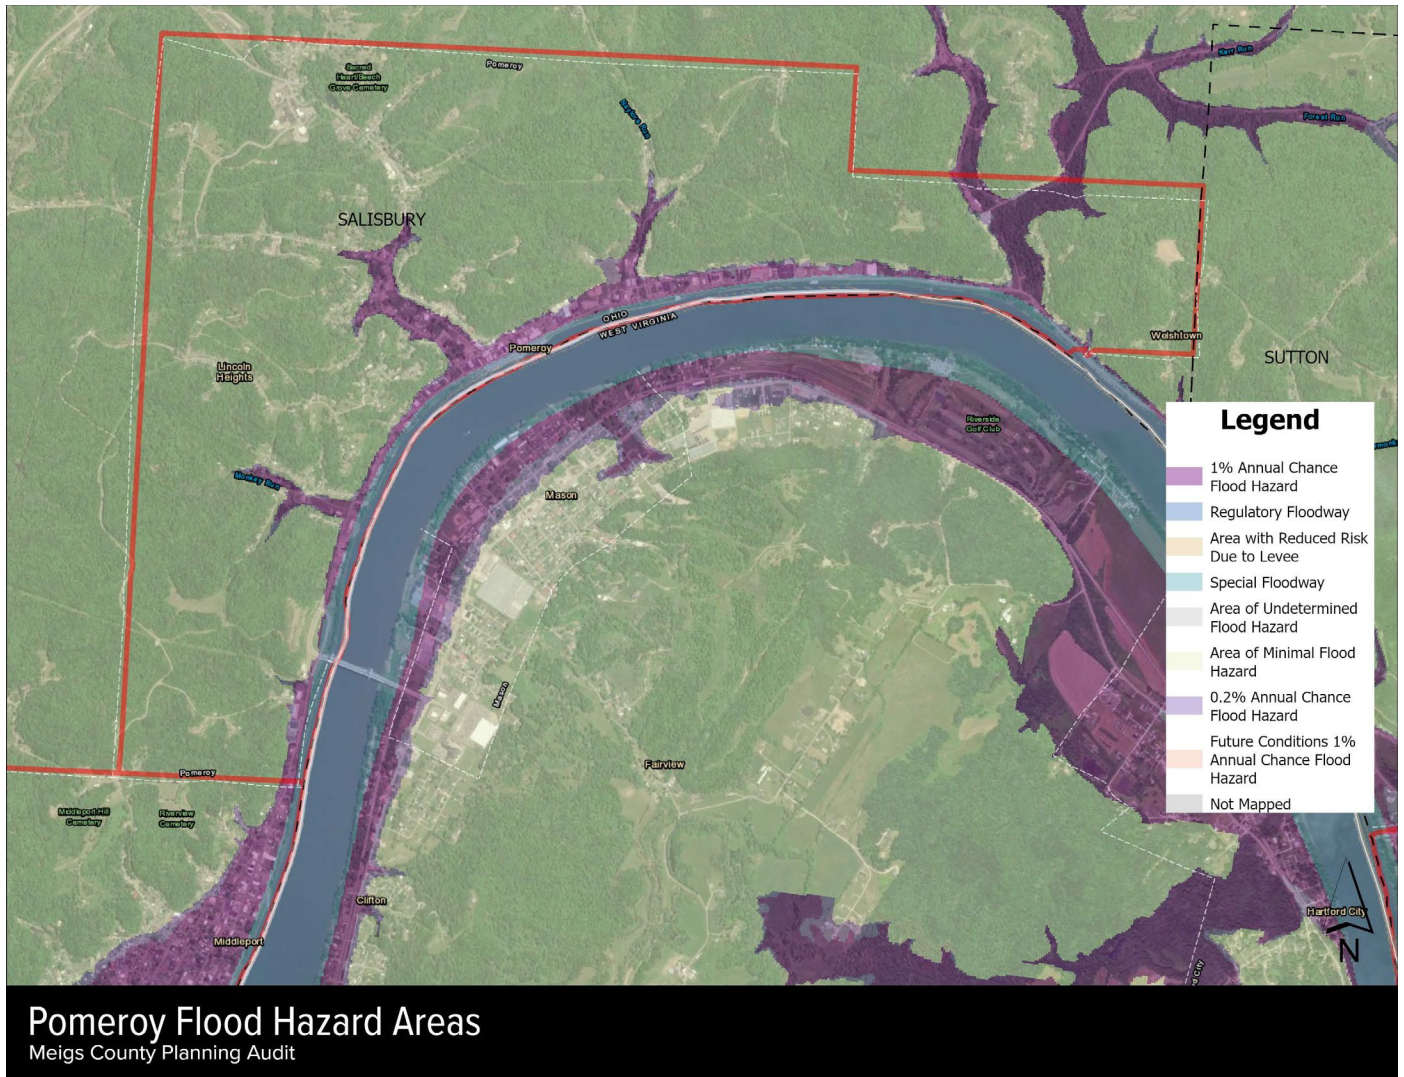 Kerr Run
Pomeroy
Sacred
Heart/Beech
Grove Cemetery
Naylors Run
Forest Run
SALISBURY
OHIO
WEST VIRGINIA
Pomeroy
Welshtown
SUTTON
Lincoln
Heights
Riverside
Golf Club
Monkey Run
Mason
Mason
Fairview
Pomeroy
Middleport Hill
Cemetery
Riverview
Cemetery
Clifton
Middleport
Hartford City
N
Legend
1% Annual Chance
Flood Hazard
Regulatory Floodway
Area with Reduced Risk
Due to Levee
Special Floodway
Area of Undetermined
Flood Hazard
Area of Minimal Flood
Hazard
0.2% Annual Chance
Flood Hazard
Future Conditions 1%
Annual Chance Flood
Hazard
Not Mapped
Pomeroy Flood Hazard Areas
Meigs County Planning Audit